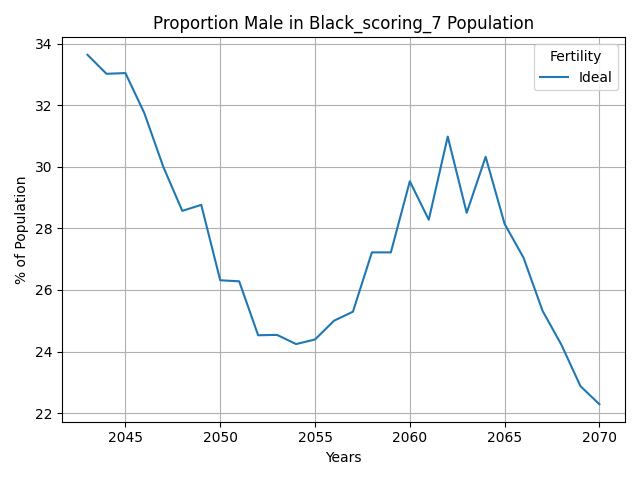 Proportion Male in Black_scoring_7 Population
Fertility
Ideal
% of Population
34
32
30
28
26
24
22
2045 2050 2055 2060 2065 2070
Years